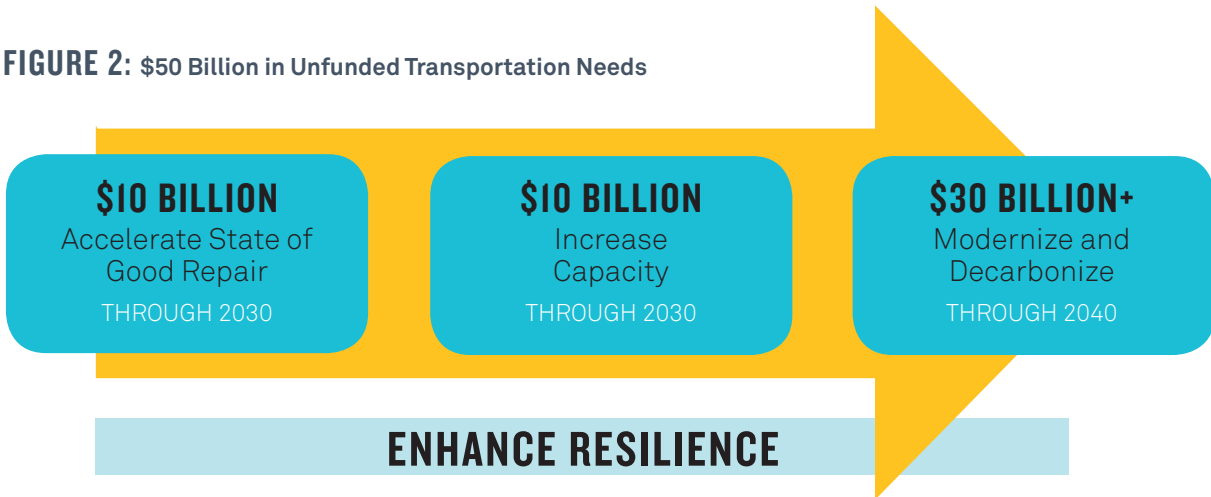 FIGURE 2: $50 Billion in Unfunded Transportation Needs
$10 BILLION
Accelerate State of
Good Repair
THROUGH 2030
$10 BILLION
Increase
Capacity
THROUGH 2030
$30 BILLION+
Modernize and
Decarbonize
THROUGH 2040
ENHANCE RESILIENCE